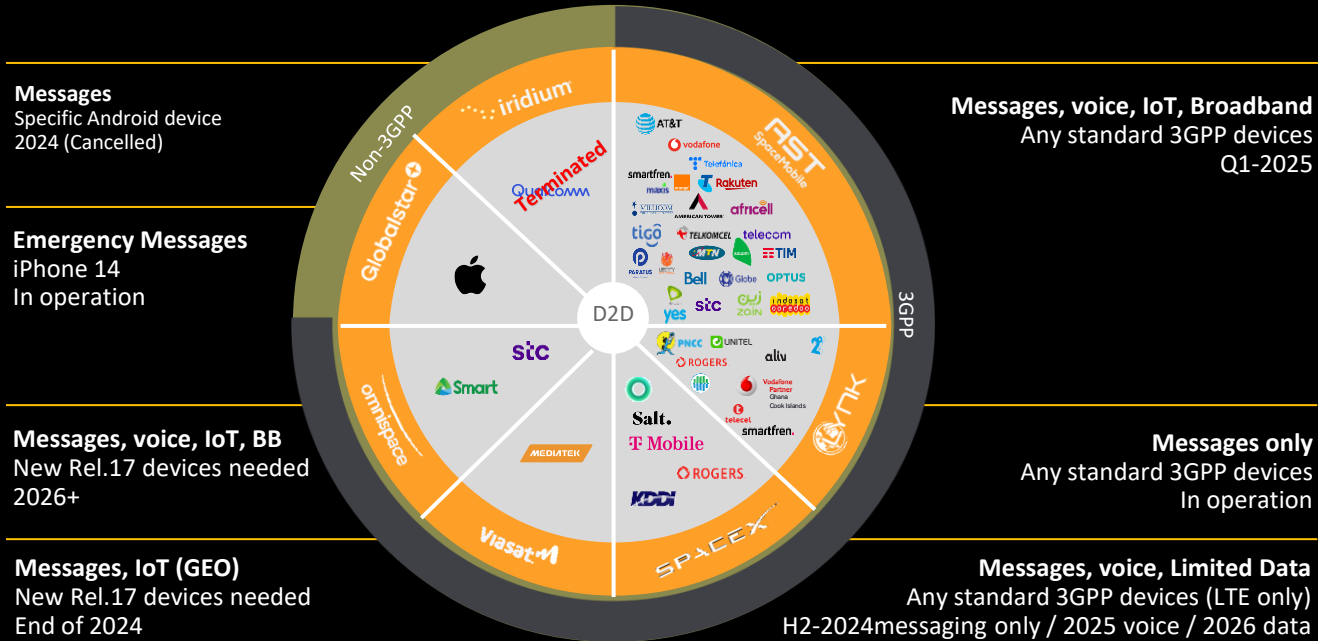 Messages
Specific Android device
2024 (Cancelled)
Emergency Messages
iPhone 14
In operation
Messages, voice, IoT, BB
New Rel.17 devices needed
2026+
Messages, IoT (GEO)
New Rel.17 devices needed
End of 2024
Non-3GPP
3GPP
iridium
Globalstar
omnispace
Viasat
SPACEX
LYNK
AST
SpaceMobile
D2D
Qualcomm
Terminated
AT&T
vodafone
Telefónica
smartfren.
maxis
Rakuten
MILLICOM
AMERICAN TOWER
africell
tigo
TELKOMCEL
telecom
PARATUS
MTN
TIM
Bell
Globe
OPTUS
yes
stc
zain
indosat
ooredoo
PNCC
UNITEL
aliv
2°
ROGERS
Vodafone
Partner
Ghana
Cook Islands
telecel
smartfren.
Salt.
T Mobile
ROGERS
KDDI
MEDIATEK
stc
Smart
Messages, voice, IoT, Broadband
Any standard 3GPP devices
Q1-2025
Messages only
Any standard 3GPP devices
In operation
Messages, voice, Limited Data
Any standard 3GPP devices (LTE only)
H2-2024messaging only / 2025 voice / 2026 data